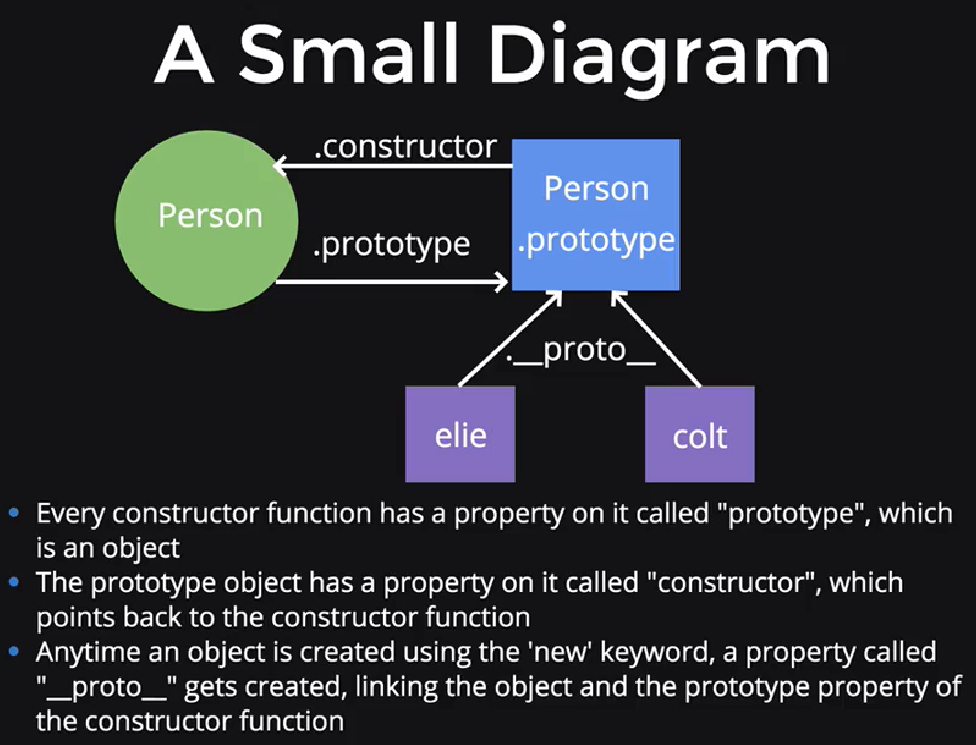 A Small Diagram
.constructor
Person
.prototype
Person
.prototype
.__proto__
elie
colt
• Every constructor function has a property on it called "prototype", which
is an object
• The prototype object has a property on it called "constructor", which
points back to the constructor function
• Anytime an object is created using the 'new' keyword, a property called
"__proto__" gets created, linking the object and the prototype property of
the constructor function